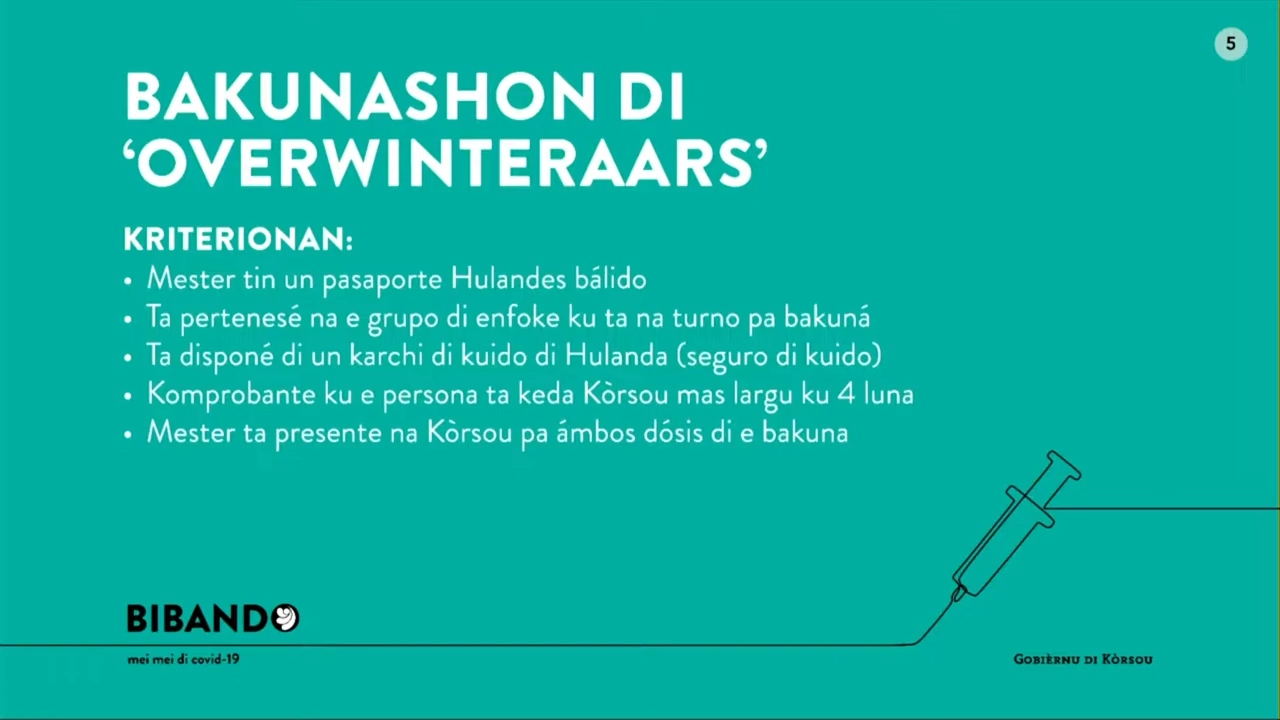 5
BAKUNASHON DI
‘OVERWINTERAARS’
KRITERIONAN:
• Mester tin un pasaporte Hulandes bálido
• Ta pertenesé na e grupo di enfoke ku ta na turno pa bakuná
• Ta disponé di un karchi di kuido di Hulanda (seguro di kuido)
• Komprobante ku e persona ta keda Kòrsou mas largu ku 4 luna
• Mester ta presente na Kòrsou pa ámbos dósis di e bakuna
BIBANDO
mei mei di covid-19
GOBIÈRNU DI KÒRSOU